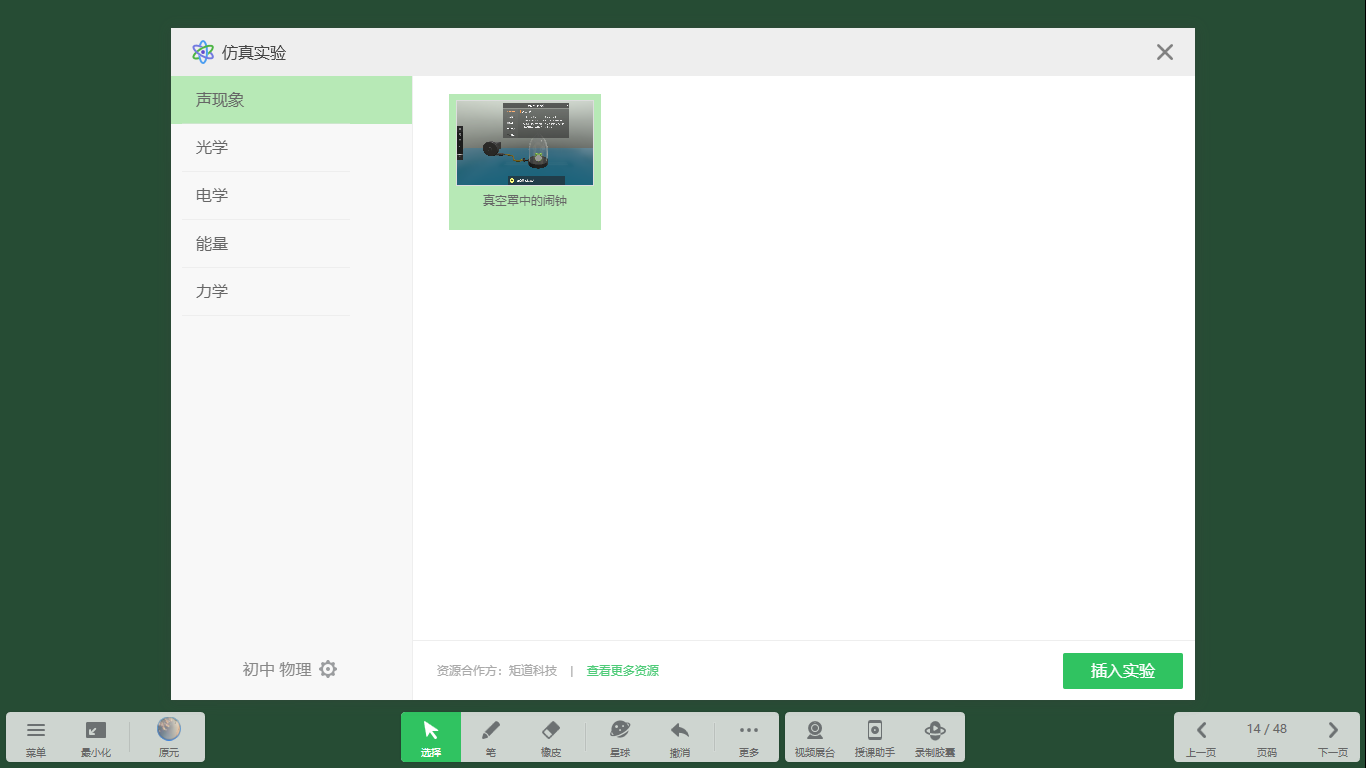 仿真实验
声现象
光学
电学
能量
力学
真空罩中的闹钟
初中 物理
资源合作方：矩道科技 | 查看更多资源
插入实验
菜单
最小化
原元
选择
笔
橡皮
星球
撤消
更多
视频展台
授课助手
录制胶囊
上一页
14 / 48
页码
下一页